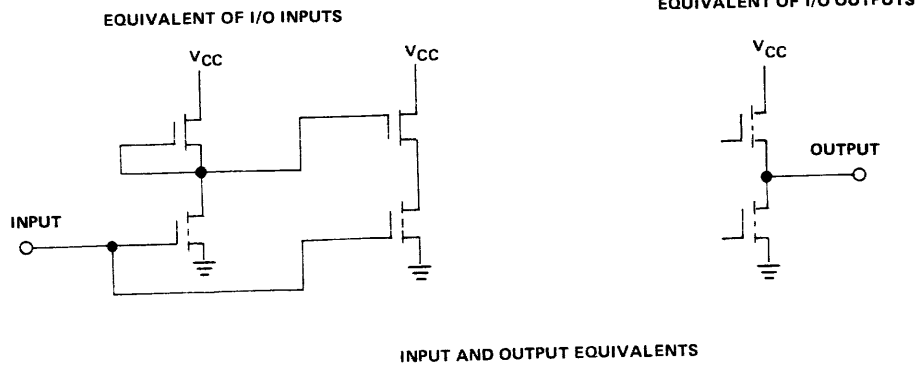 EQUIVALENT OF I/O INPUTS
EQUIVALENT OF I/O OUTPUTS
VCC
VCC
VCC
OUTPUT
INPUT
INPUT AND OUTPUT EQUIVALENTS